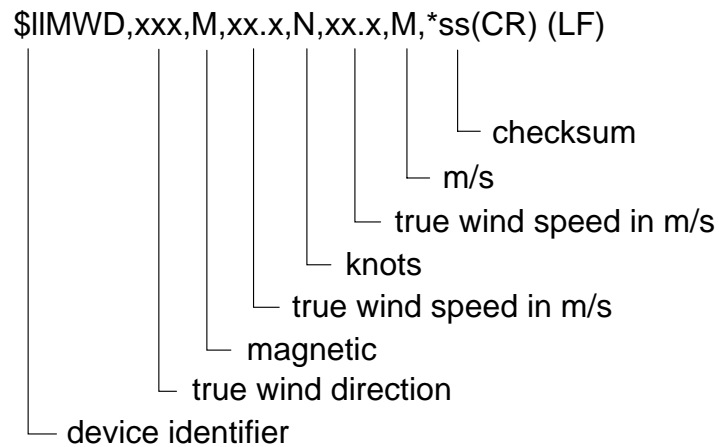 $IIMWD,xxx,M,xx.x,N,xx.x,M,*ss(CR) (LF)
checksum
m/s
true wind speed in m/s
knots
true wind speed in m/s
magnetic
true wind direction
device identifier